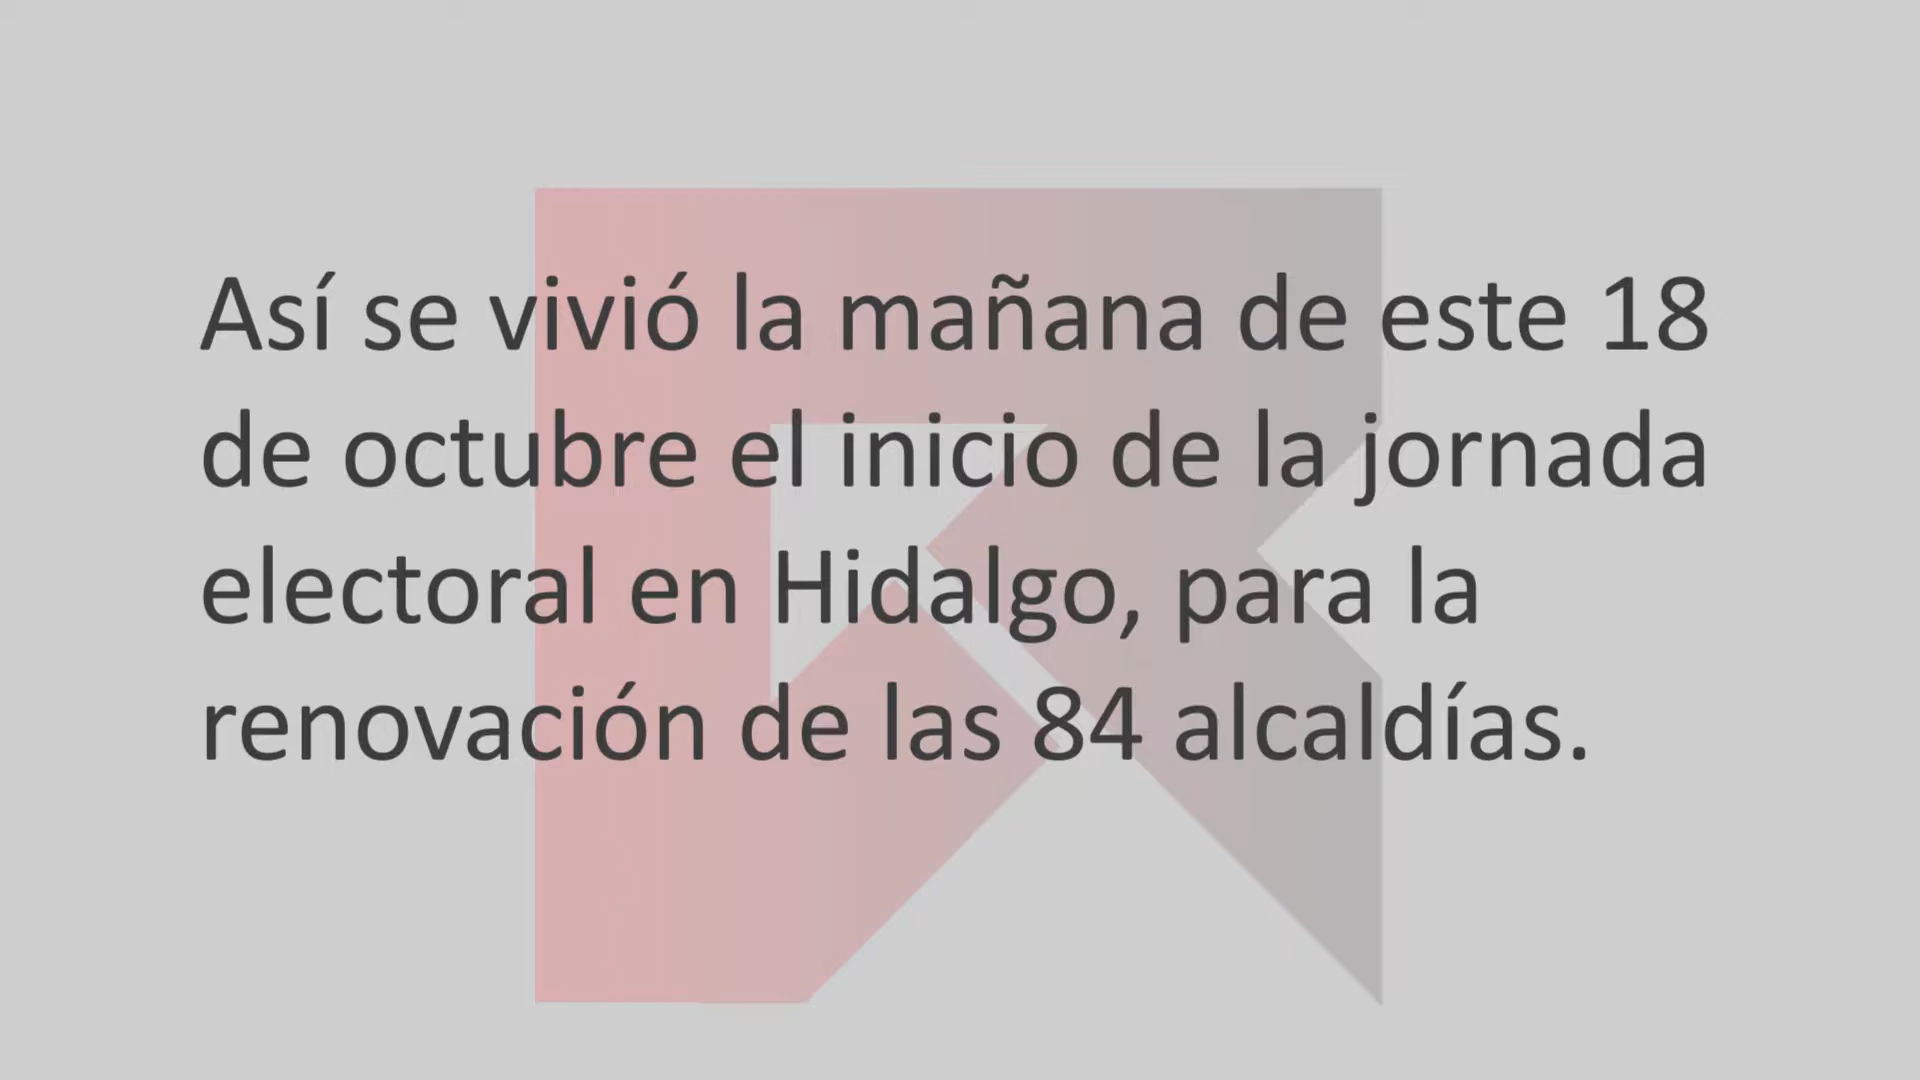 Así se vivió la mañana de este 18
de octubre el inicio de la jornada
electoral en Hidalgo, para la
renovación de las 84 alcaldías.